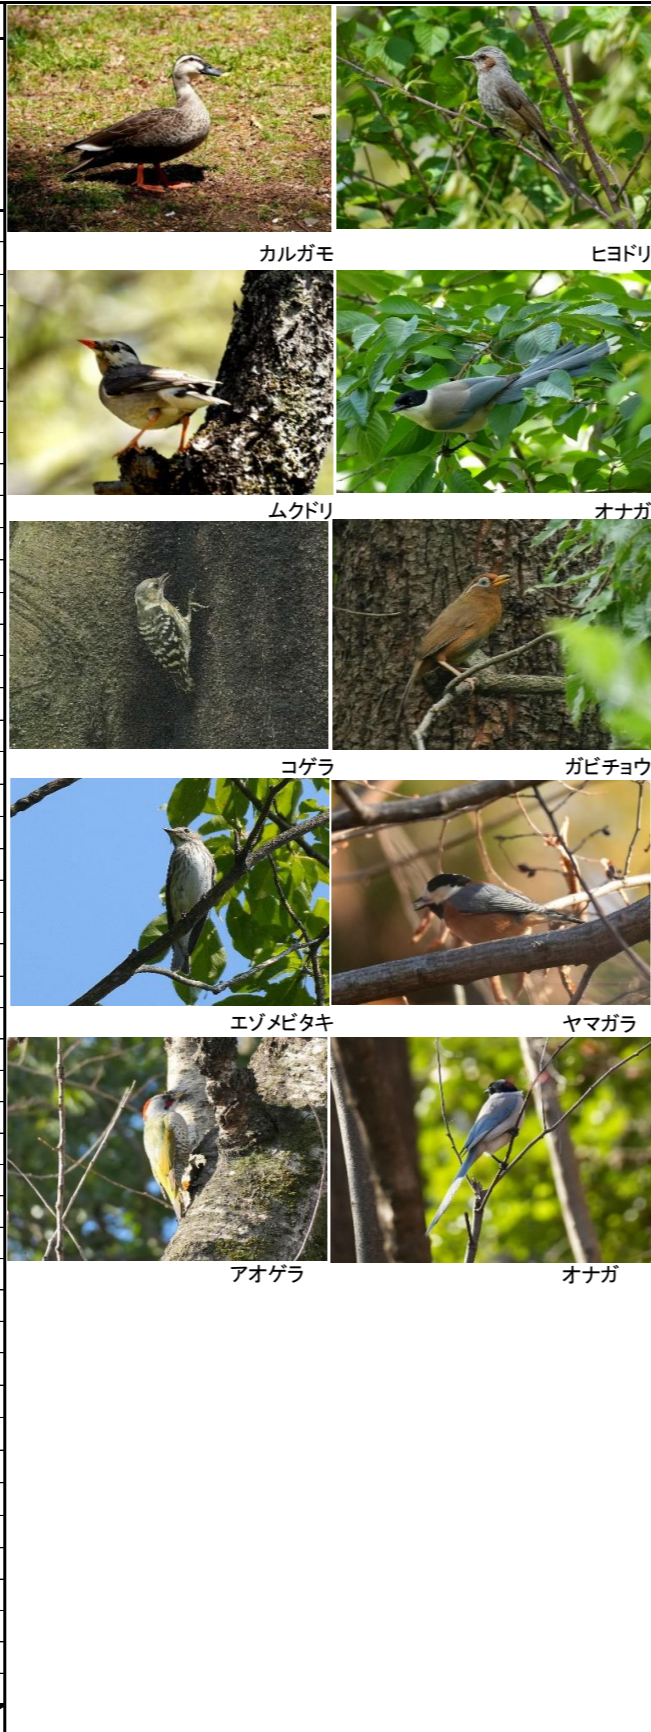 カルガモ
ヒヨドリ
ムクドリ
オナガ
コゲラ
ガビチョウ
エゾメビタキ
ヤマガラ
アオゲラ
オナガ